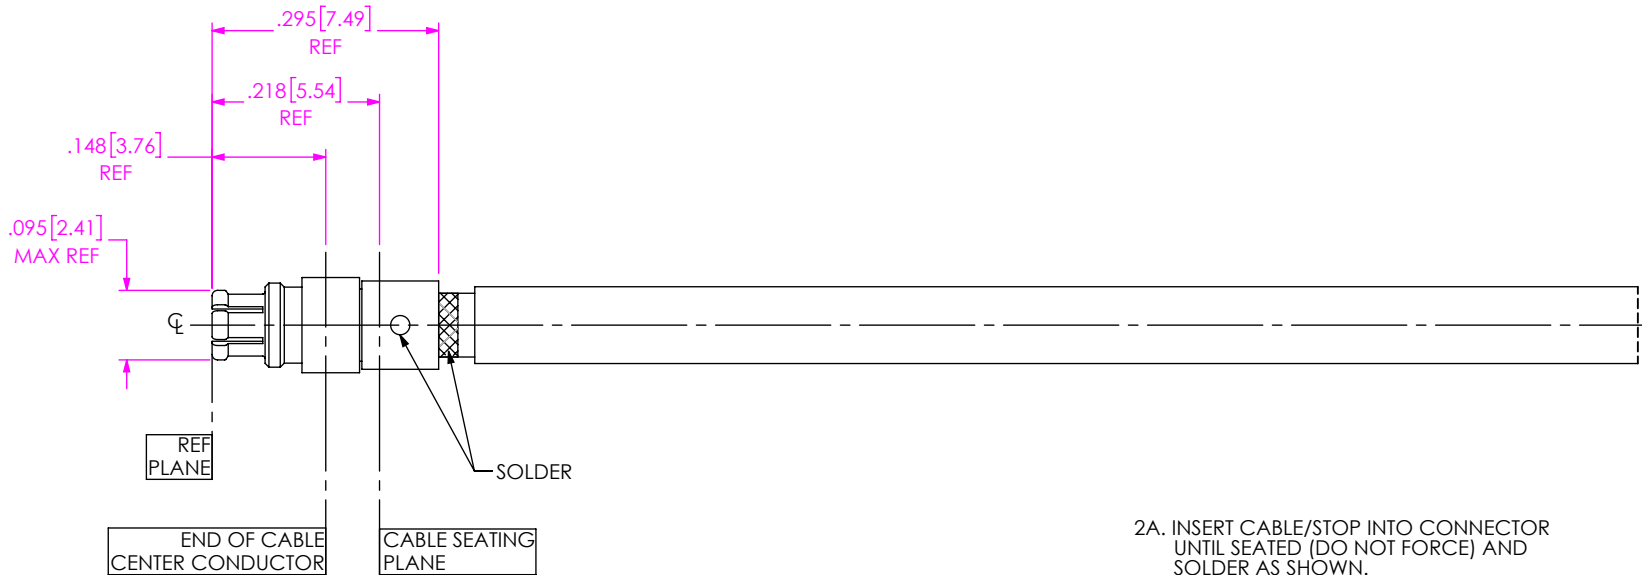 .295[7.49]
REF
.218[5.54]
REF
.148[3.76]
REF
.095[2.41]
MAX REF
℄
REF
PLANE
SOLDER
END OF CABLE
CENTER CONDUCTOR
CABLE SEATING
PLANE
2A. INSERT CABLE/STOP INTO CONNECTOR
UNTIL SEATED (DO NOT FORCE) AND
SOLDER AS SHOWN.